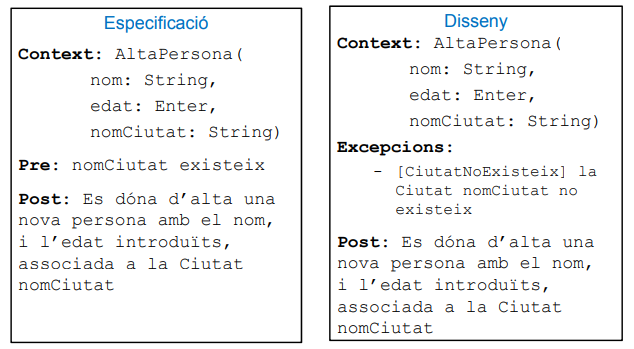 Especificació
Context: AltaPersona(
nom: String,
edat: Enter,
nomCiutat: String)
Pre: nomCiutat existeix
Post: Es dóna d'alta una
nova persona amb el nom,
i l'edat introduïts,
associada a la Ciutat
nomCiutat
Disseny
Context: AltaPersona(
nom: String,
edat: Enter,
nomCiutat: String)
Excepcions:
- [CiutatNoExisteix] la
Ciutat nomCiutat no
existeix
Post: Es dóna d'alta una
nova persona amb el nom,
i l'edat introduïts,
associada a la Ciutat
nomCiutat